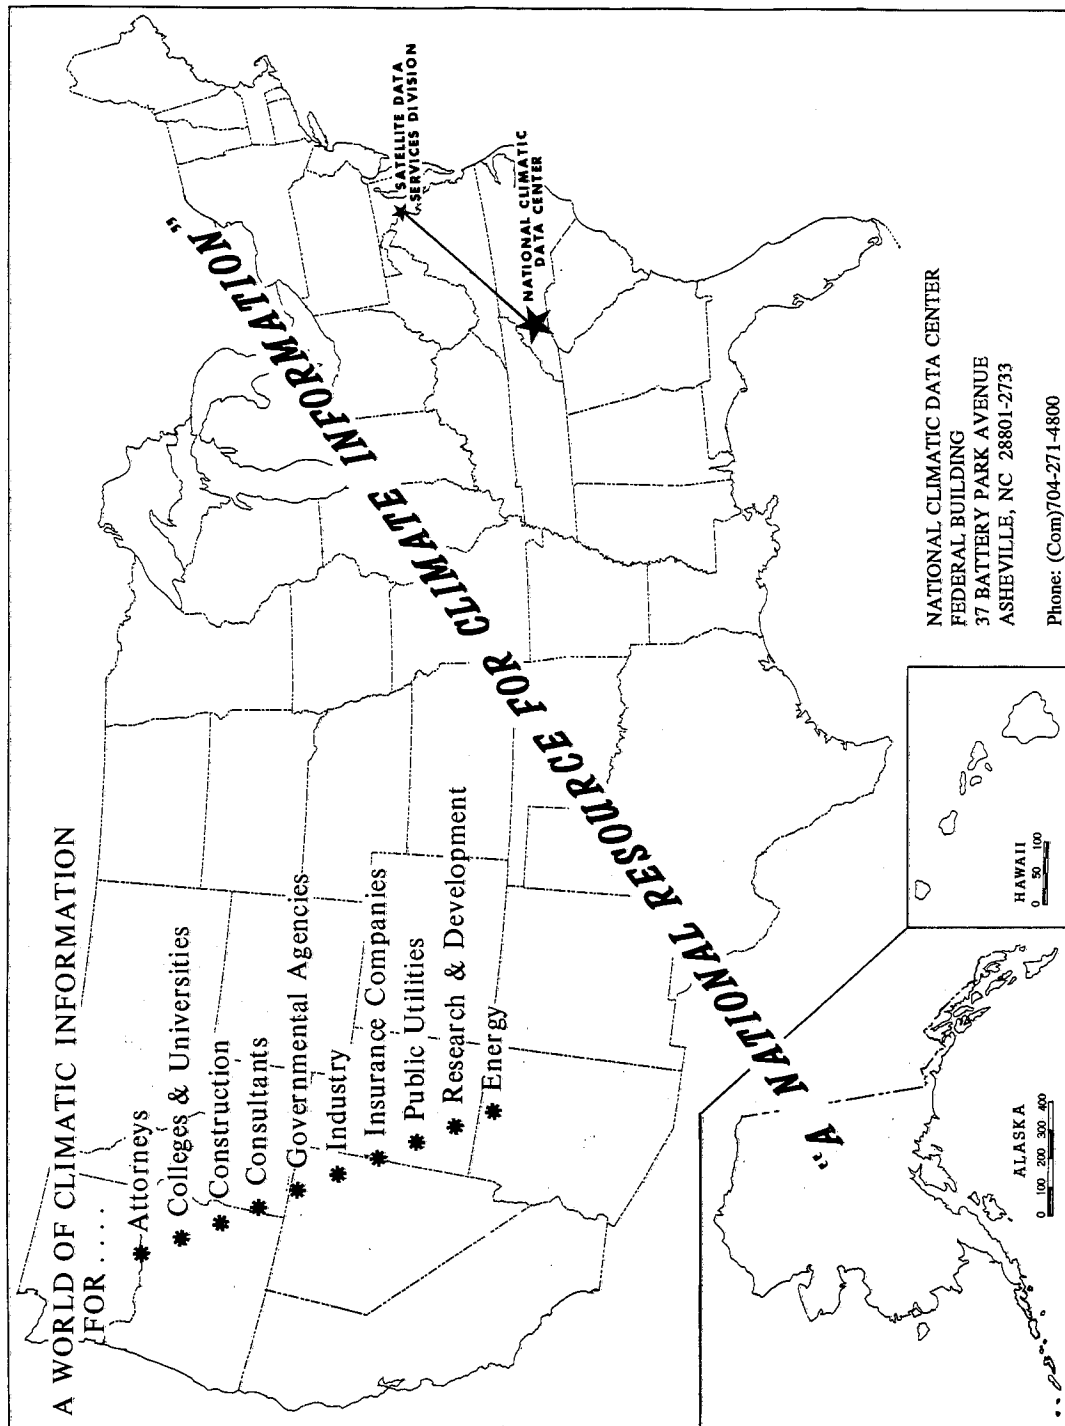 A WORLD OF CLIMATIC INFORMATION
FOR .....
* Attorneys
* Colleges & Universities
* Construction
* Consultants
* Governmental Agencies
* Industry
* Insurance Companies
* Public Utilities
* Research & Development
* Energy
"A NATIONAL RESOURCE FOR CLIMATE INFORMATION"
SATELLITE DATA
SERVICES DIVISION
NATIONAL CLIMATIC
DATA CENTER
ALASKA
0 100 200 300 400
HAWAII
0 50 100
NATIONAL CLIMATIC DATA CENTER
FEDERAL BUILDING
37 BATTERY PARK AVENUE
ASHEVILLE, NC 28801-2733
Phone: (Com)704-271-4800